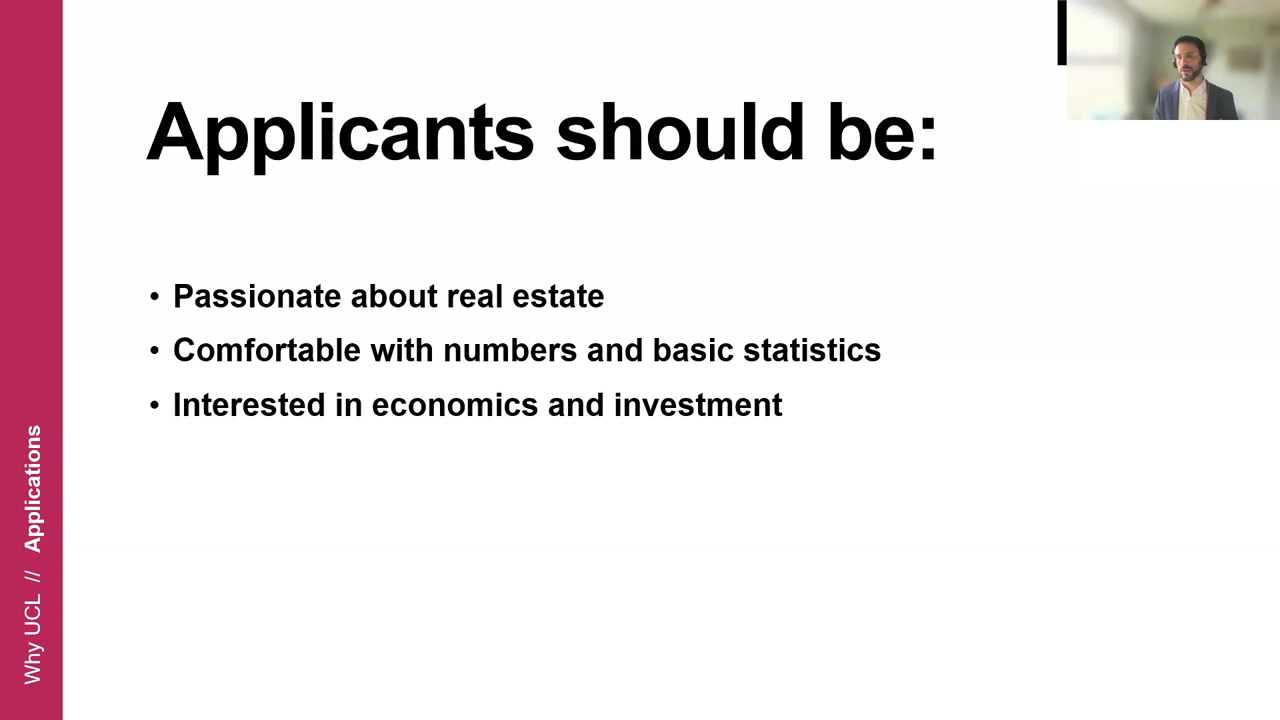 Applicants should be:
• Passionate about real estate
• Comfortable with numbers and basic statistics
• Interested in economics and investment
Why UCL // Applications